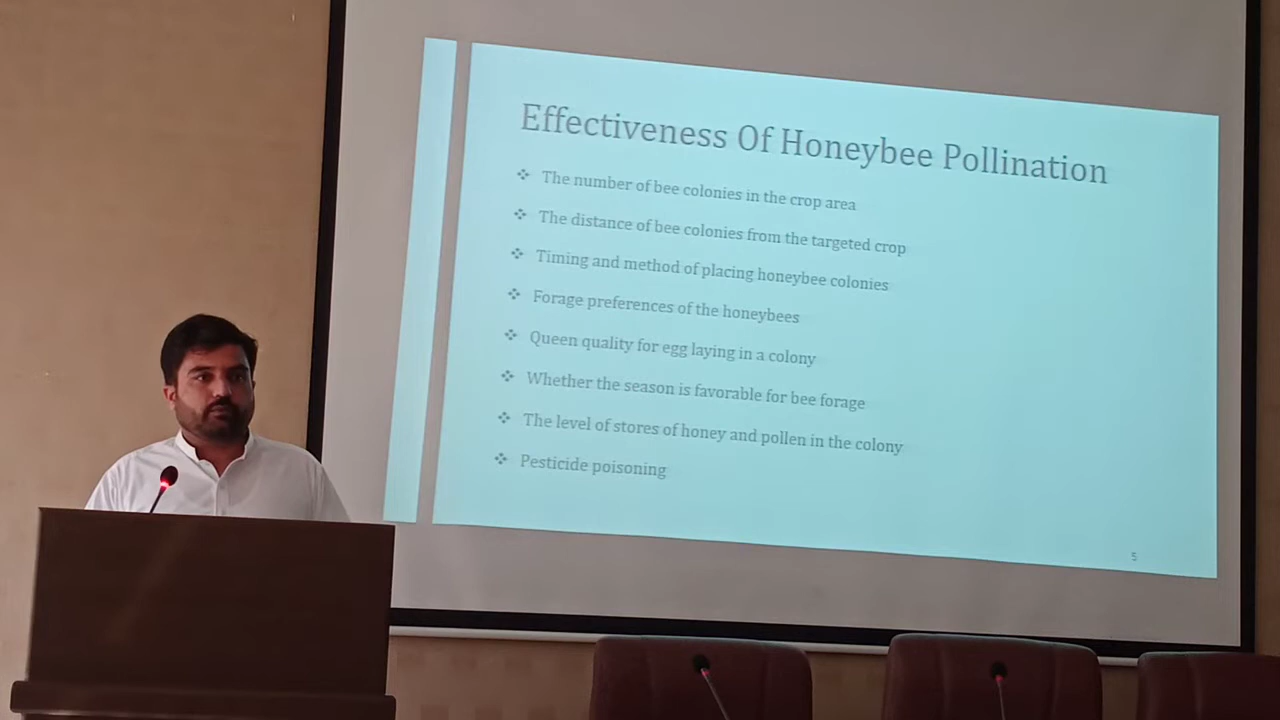 Effectiveness Of Honeybee Pollination
❖ The number of bee colonies in the crop area
❖ The distance of bee colonies from the targeted crop
❖ Timing and method of placing honeybee colonies
❖ Forage preferences of the honeybees
❖ Queen quality for egg laying in a colony
❖ Whether the season is favorable for bee forage
❖ The level of stores of honey and pollen in the colony
❖ Pesticide poisoning
5